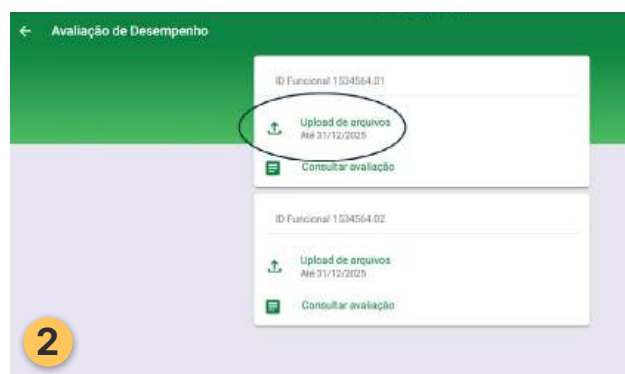 Avaliação de Desempenho
ID Funcional 1534564.01
Upload de arquivos
Até 31/12/2025
Consultar avaliação
ID Funcional 1534564.02
Upload de arquivos
Até 31/12/2025
Consultar avaliação
2